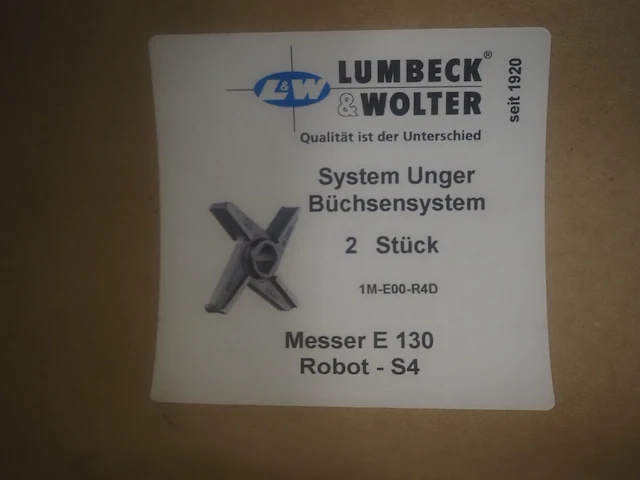 L&W LUMBECK®
&WOLTER
seit 1920
Qualität ist der Unterschied
System Unger
Büchsensystem
2 Stück
1M-E00-R4D
Messer E 130
Robot - S4